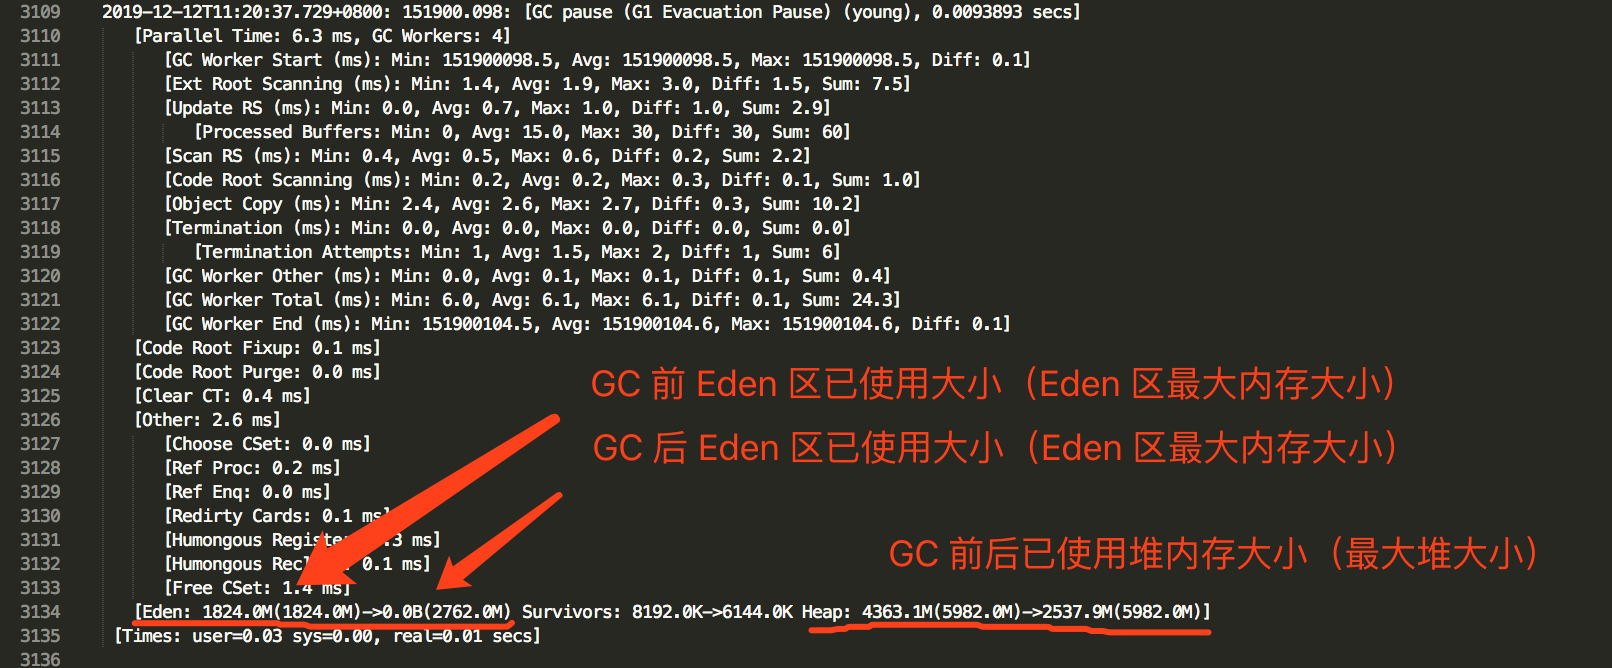 3109 2019-12-12T11:20:37.729+0800: 151900.098: [GC pause (G1 Evacuation Pause) (young), 0.0093893 secs]
3110 [Parallel Time: 6.3 ms, GC Workers: 4]
3111 [GC Worker Start (ms): Min: 151900098.5, Avg: 151900098.5, Max: 151900098.5, Diff: 0.1]
3112 [Ext Root Scanning (ms): Min: 1.4, Avg: 1.9, Max: 3.0, Diff: 1.5, Sum: 7.5]
3113 [Update RS (ms): Min: 0.0, Avg: 0.7, Max: 1.0, Diff: 1.0, Sum: 2.9]
3114 [Processed Buffers: Min: 0, Avg: 15.0, Max: 30, Diff: 30, Sum: 60]
3115 [Scan RS (ms): Min: 0.4, Avg: 0.5, Max: 0.6, Diff: 0.2, Sum: 2.2]
3116 [Code Root Scanning (ms): Min: 0.2, Avg: 0.2, Max: 0.3, Diff: 0.1, Sum: 1.0]
3117 [Object Copy (ms): Min: 2.4, Avg: 2.6, Max: 2.7, Diff: 0.3, Sum: 10.2]
3118 [Termination (ms): Min: 0.0, Avg: 0.0, Max: 0.0, Diff: 0.0, Sum: 0.0]
3119 [Termination Attempts: Min: 1, Avg: 1.5, Max: 2, Diff: 1, Sum: 6]
3120 [GC Worker Other (ms): Min: 0.0, Avg: 0.1, Max: 0.1, Diff: 0.1, Sum: 0.4]
3121 [GC Worker Total (ms): Min: 6.0, Avg: 6.1, Max: 6.1, Diff: 0.1, Sum: 24.3]
3122 [GC Worker End (ms): Min: 151900104.5, Avg: 151900104.6, Max: 151900104.6, Diff: 0.1]
3123 [Code Root Fixup: 0.1 ms]
3124 [Code Root Purge: 0.0 ms]
GC 前 Eden 区已使用大小（Eden 区最大内存大小）
3125 [Clear CT: 0.4 ms]
3126 [Other: 2.6 ms]
3127 [Choose CSet: 0.0 ms]
GC 后 Eden 区已使用大小（Eden 区最大内存大小）
3128 [Ref Proc: 0.2 ms]
3129 [Ref Enq: 0.0 ms]
3130 [Redirty Cards: 0.1 ms]
3131 [Humongous ms]
GC 前后已使用堆内存大小（最大堆大小）
3132 [Humongous 0.1 ms]
3133 [Free CSet: 1.4 ms]
3134 [Eden: 1824.0M(1824.0M)->0.0B(2762.0M) Survivors: 8192.0K->6144.0K Heap: 4363.1M(5982.0M)->2537.9M(5982.0M)]
3135 [Times: user=0.03 sys=0.00, real=0.01 secs]
3136